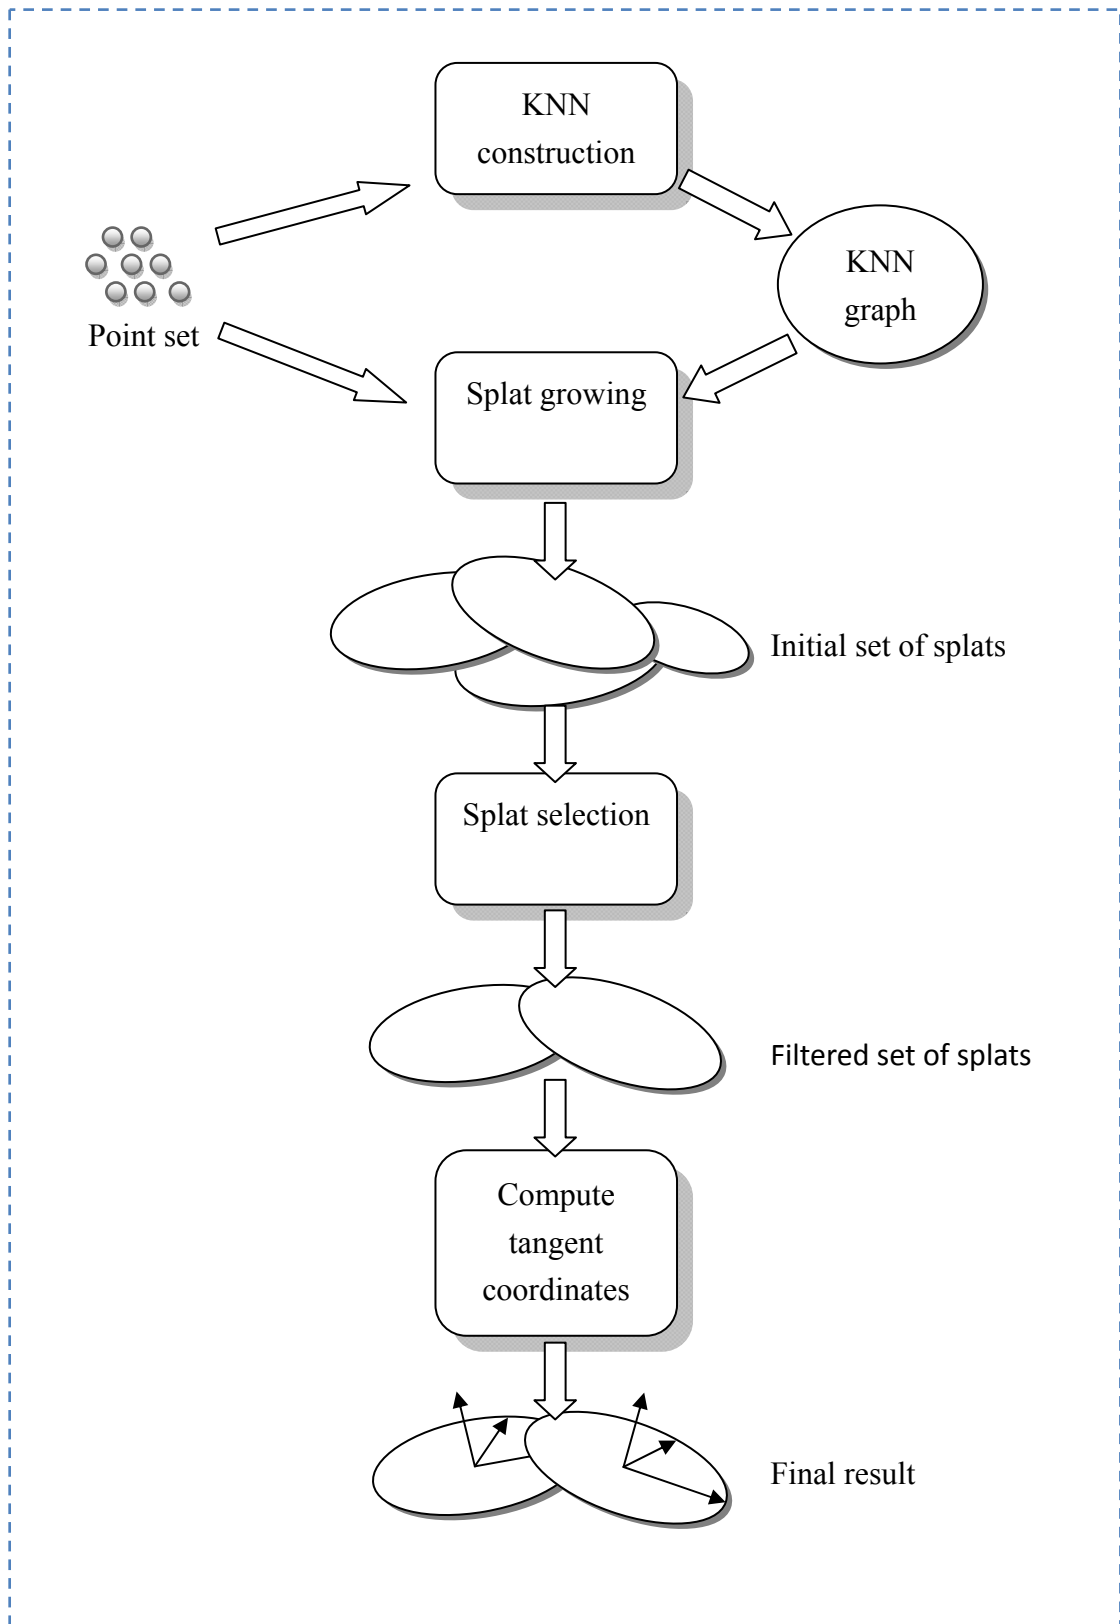 KNN
construction
KNN
graph
Point set
Splat growing
Initial set of splats
Splat selection
Filtered set of splats
Compute
tangent
coordinates
Final result